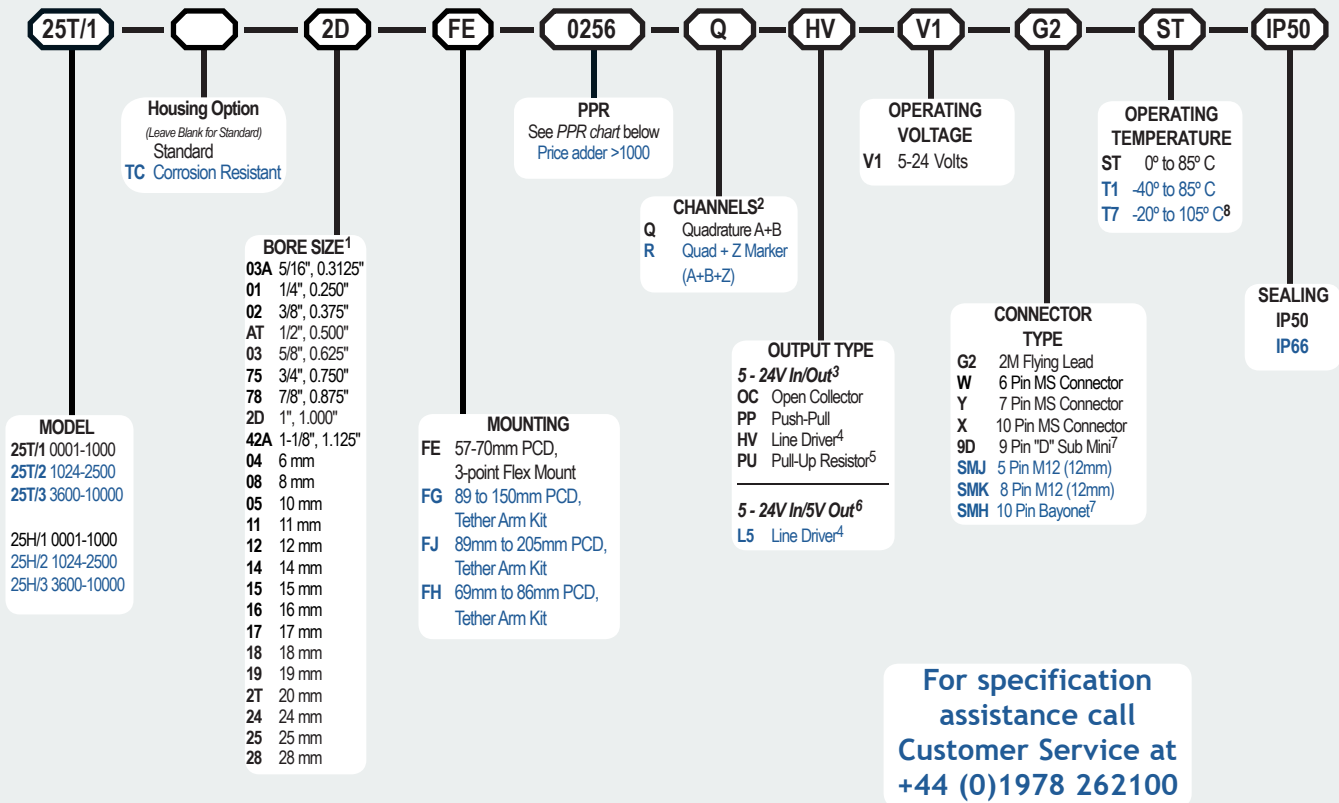 25T/1 2D FE 0256 Q HV V1 G2 ST IP50
Housing Option
(Leave Blank for Standard)
Standard
TC Corrosion Resistant
PPR
See PPR chart below
Price adder >1000
OPERATING
VOLTAGE
V1 5-24 Volts
OPERATING
TEMPERATURE
ST 0º to 85º C
T1 -40º to 85º C
T7 -20º to 105º C8
CHANNELS2
Q Quadrature A+B
R Quad + Z Marker
(A+B+Z)
BORE SIZE1
03A 5/16", 0.3125"
01 1/4", 0.250"
02 3/8", 0.375"
AT 1/2", 0.500"
03 5/8", 0.625"
75 3/4", 0.750"
78 7/8", 0.875"
2D 1", 1.000"
42A 1-1/8", 1.125"
04 6 mm
08 8 mm
05 10 mm
11 11 mm
12 12 mm
14 14 mm
15 15 mm
16 16 mm
17 17 mm
18 18 mm
19 19 mm
2T 20 mm
24 24 mm
25 25 mm
28 28 mm
SEALING
IP50
IP66
CONNECTOR
TYPE
G2 2M Flying Lead
W 6 Pin MS Connector
Y 7 Pin MS Connector
X 10 Pin MS Connector
9D 9 Pin "D" Sub Mini7
SMJ 5 Pin M12 (12mm)
SMK 8 Pin M12 (12mm)
SMH 10 Pin Bayonet7
OUTPUT TYPE
5 - 24V In/Out3
OC Open Collector
PP Push-Pull
HV Line Driver4
PU Pull-Up Resistor5
5 - 24V In/5V Out6
L5 Line Driver4
MODEL
25T/1 0001-1000
25T/2 1024-2500
25T/3 3600-10000
25H/1 0001-1000
25H/2 1024-2500
25H/3 3600-10000
MOUNTING
FE 57-70mm PCD,
3-point Flex Mount
FG 89 to 150mm PCD,
Tether Arm Kit
FJ 89mm to 205mm PCD,
Tether Arm Kit
FH 69mm to 86mm PCD,
Tether Arm Kit
For specification
assistance call
Customer Service at
+44 (0)1978 262100